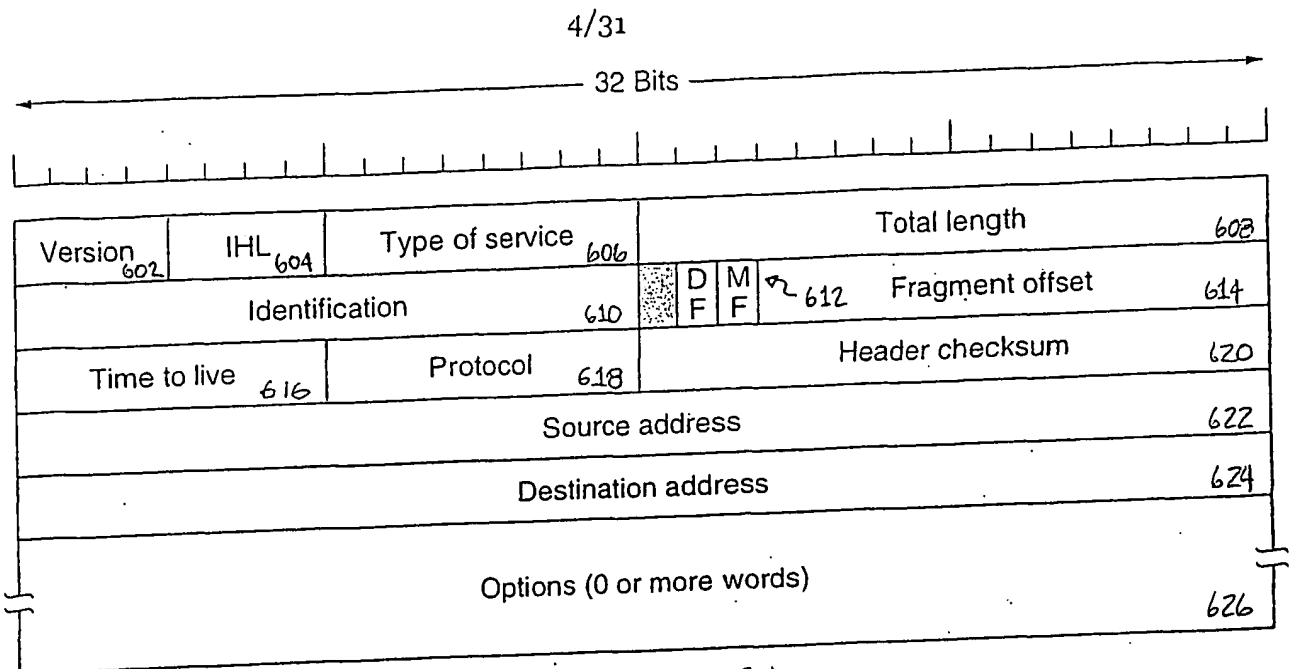 4/31
32 Bits
Version 602 IHL 604 Type of service 606 Total length 608
Identification 610 DF MF 612 Fragment offset 614
Time to live 616 Protocol 618 Header checksum 620
Source address 622
Destination address 624
Options (0 or more words) 626